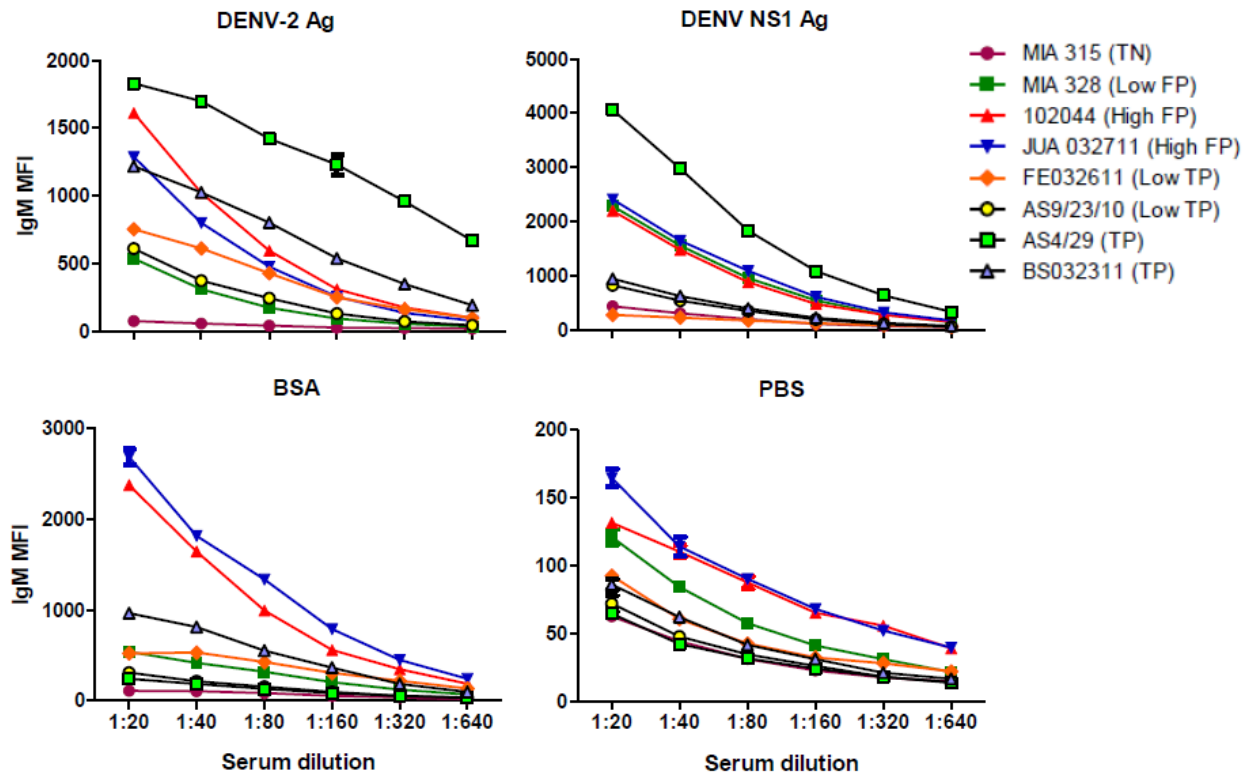 DENV-2 Ag
DENV NS1 Ag
IgM MFI
2000
1500
1000
500
0
5000
4000
3000
2000
1000
0
MIA 315 (TN)
MIA 328 (Low FP)
102044 (High FP)
JUA 032711 (High FP)
FE032611 (Low TP)
AS9/23/10 (Low TP)
AS4/29 (TP)
BS032311 (TP)
BSA
PBS
IgM MFI
3000
2000
1000
0
200
150
100
50
0
1:20 1:40 1:80 1:160 1:320 1:640
1:20 1:40 1:80 1:160 1:320 1:640
Serum dilution
Serum dilution